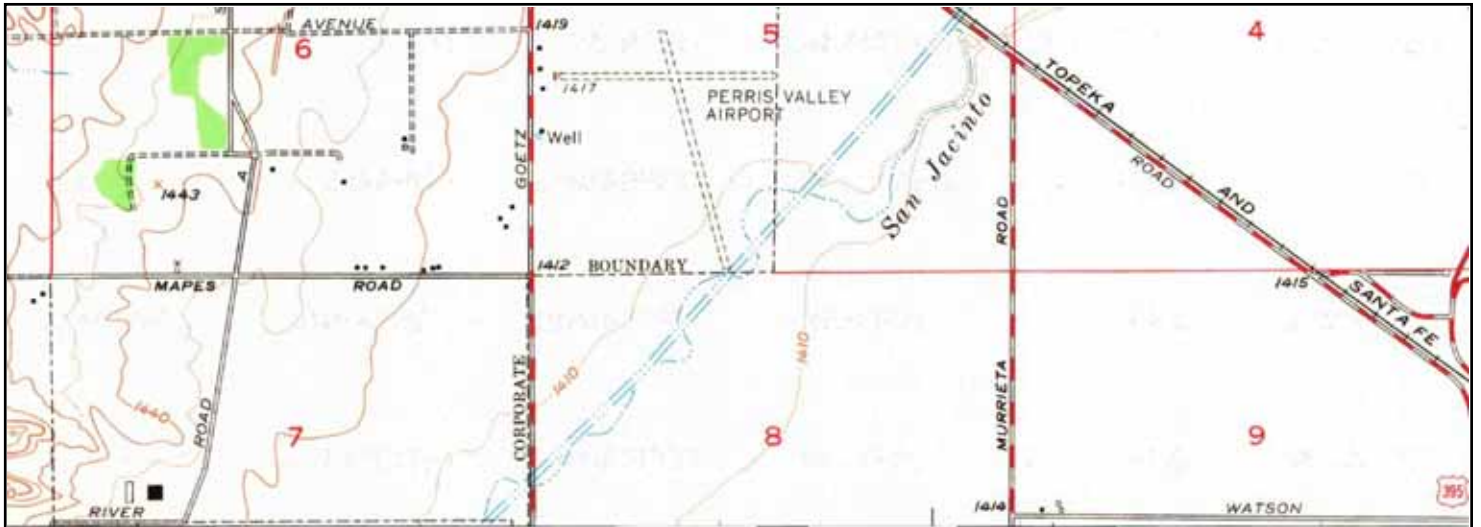 AVENUE
6
1419
5
4
1417
PERRIS VALLEY
AIRPORT
Well
GOETZ
San Jacinto
TOPEKA
AND
SANTA FE
ROAD
ROAD
MURRIETA
A
ROAD
1443
MAPES
ROAD
1412
BOUNDARY
1415
CORPORATE
1410
1410
1440
7
8
9
395
RIVER
1414
WATSON